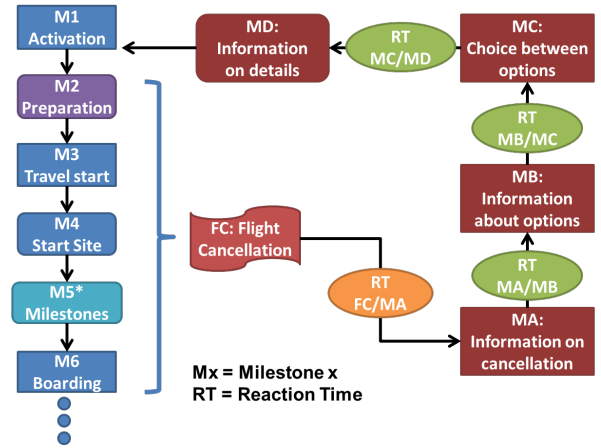 M1
Activation
M2
Preparation
M3
Travel start
M4
Start Site
M5*
Milestones
M6
Boarding
MD:
Information
on details
RT
MC/MD
MC:
Choice between
options
RT
MB/MC
MB:
Information
about options
RT
MA/MB
MA:
Information on
cancellation
FC: Flight
Cancellation
RT
FC/MA
Mx = Milestone x
RT = Reaction Time